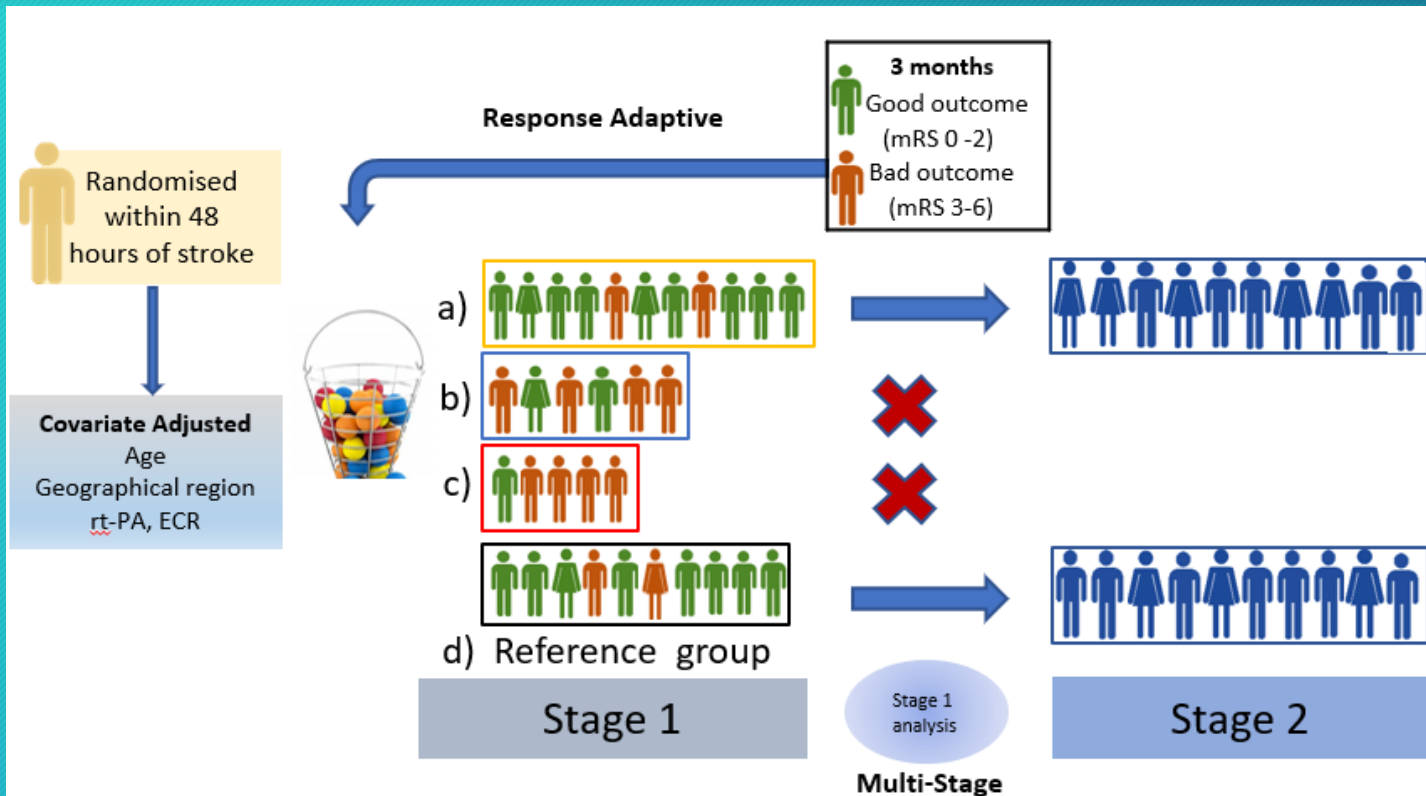 3 months
Good outcome
(mRS 0 -2)
Bad outcome
(mRS 3-6)
Response Adaptive
Randomised
within 48
hours of stroke
Covariate Adjusted
Age
Geographical region
rt-PA, ECR
a)
b)
c)
d) Reference group
Stage 1
Stage 1
analysis
Multi-Stage
Stage 2